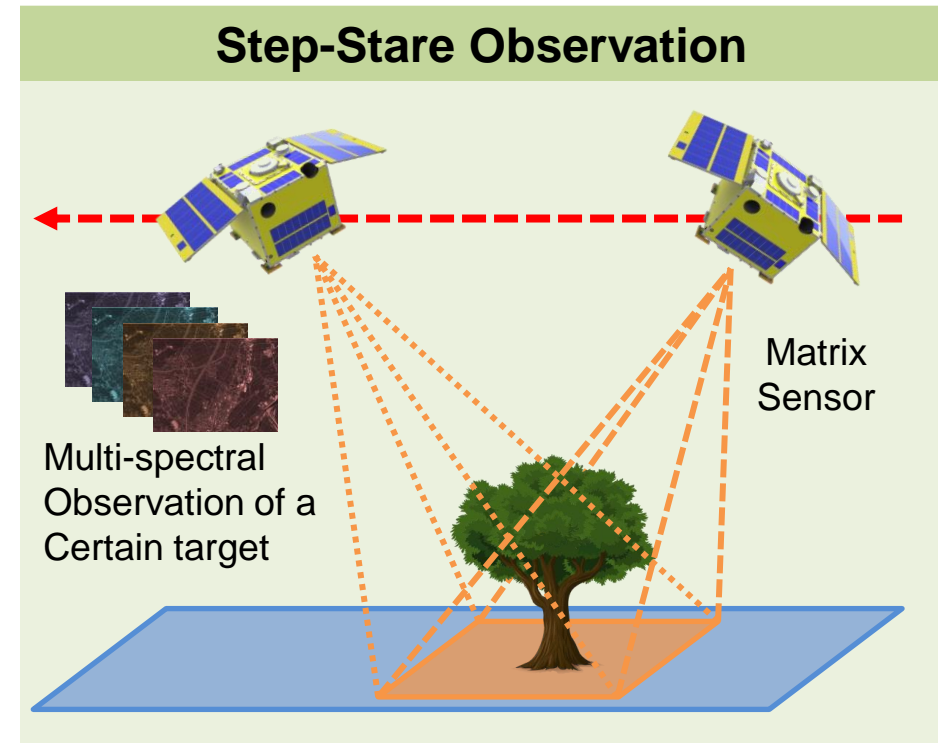 Step-Stare Observation
Matrix
Sensor
Multi-spectral
Observation of a
Certain target